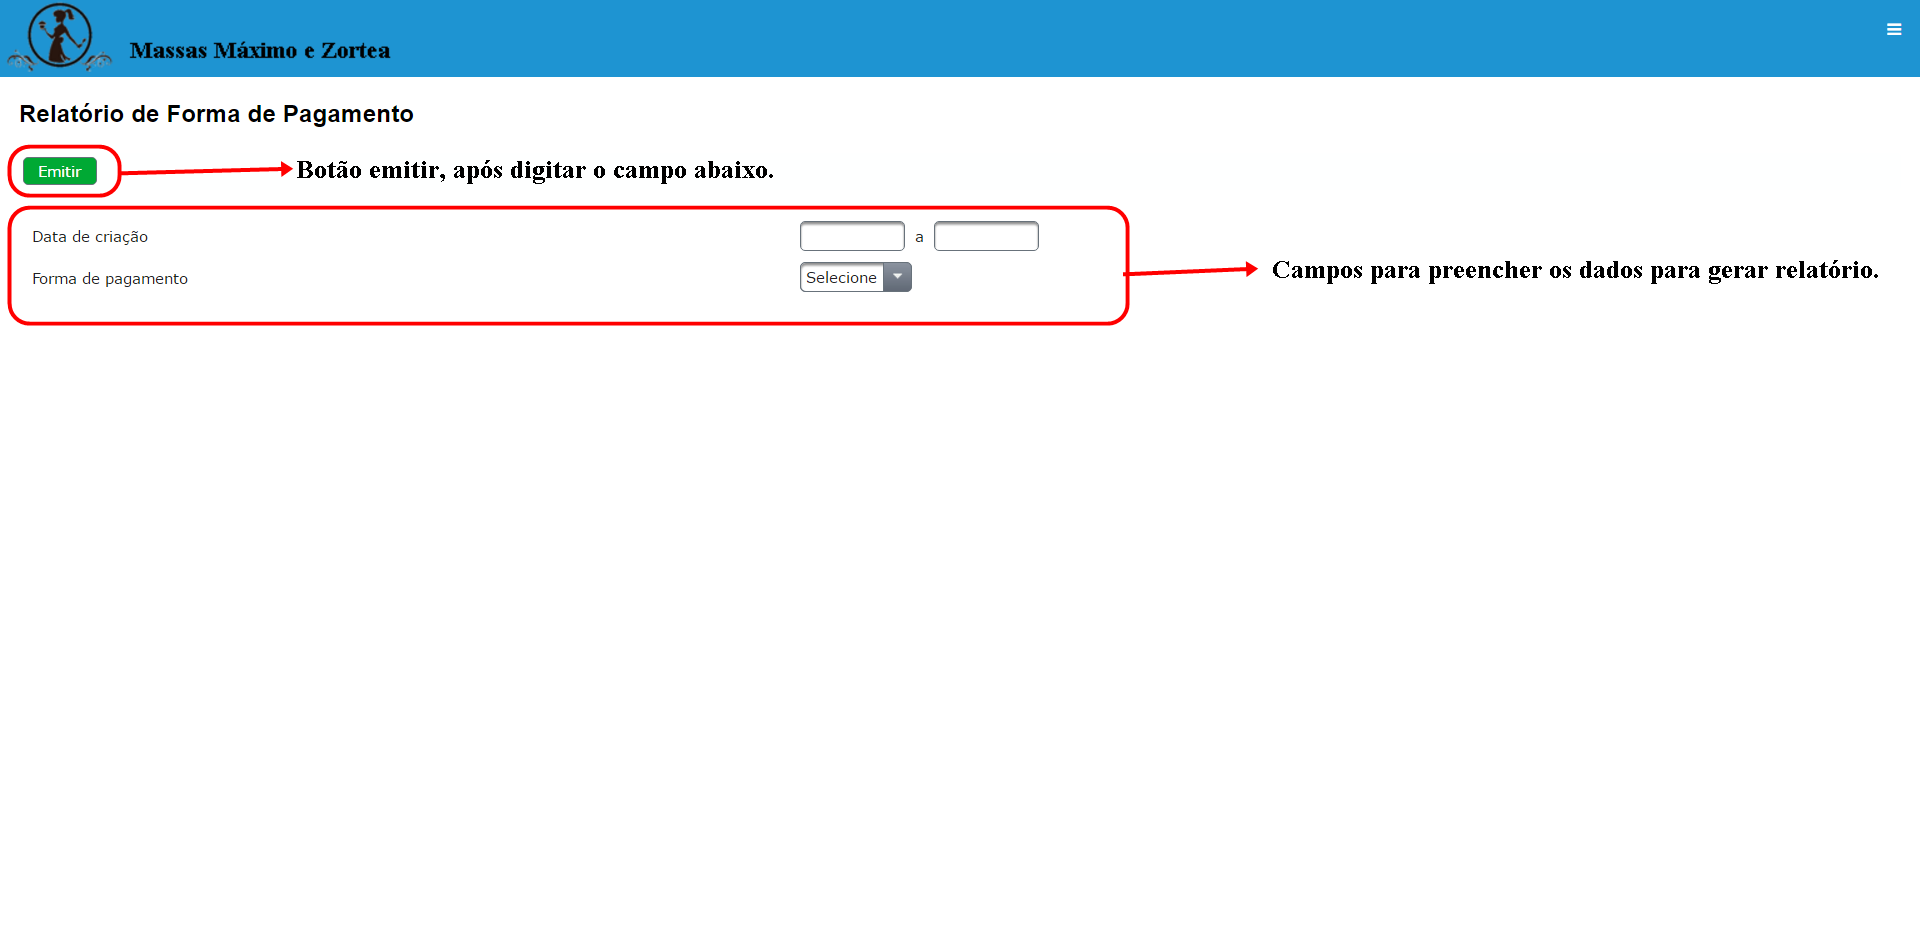 Massas Máximo e Zortea
Relatório de Forma de Pagamento
Emitir
Botão emitir, após digitar o campo abaixo.
Data de criação
a
Forma de pagamento
Selecione
Campos para preencher os dados para gerar relatório.